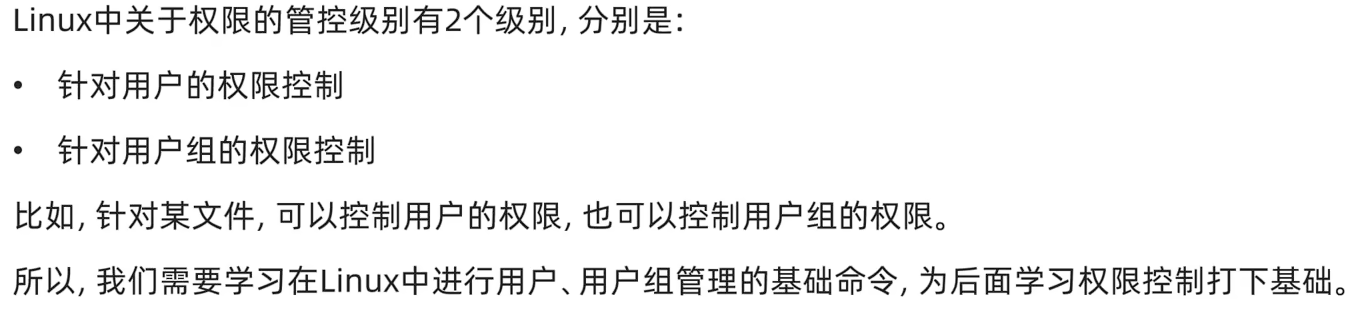 Linux中关于权限的管控级别有2个级别, 分别是:
• 针对用户的权限控制
• 针对用户组的权限控制
比如, 针对某文件, 可以控制用户的权限, 也可以控制用户组的权限。
所以, 我们需要学习在Linux中进行用户、用户组管理的基础命令, 为后面学习权限控制打下基础。